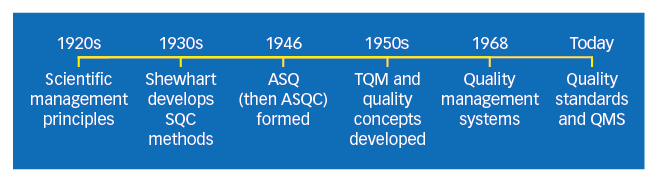 1920s
Scientific
management
principles
1930s
Shewhart
develops
SQC
methods
1946
ASQ
(then ASQC)
formed
1950s
TQM and
quality
concepts
developed
1968
Quality
management
systems
Today
Quality
standards
and QMS